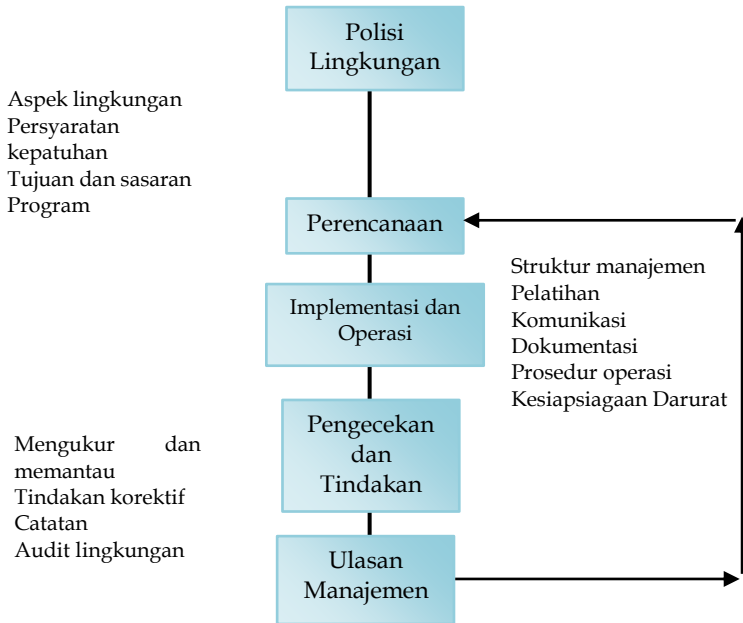 Polisi
Lingkungan
Aspek lingkungan
Persyaratan
kepatuhan
Tujuan dan sasaran
Program
Perencanaan
Struktur manajemen
Pelatihan
Komunikasi
Dokumentasi
Prosedur operasi
Kesiapsiagaan Darurat
Implementasi dan
Operasi
Pengecekan
dan
Tindakan
Mengukur dan
memantau
Tindakan korektif
Catatan
Audit lingkungan
Ulasan
Manajemen